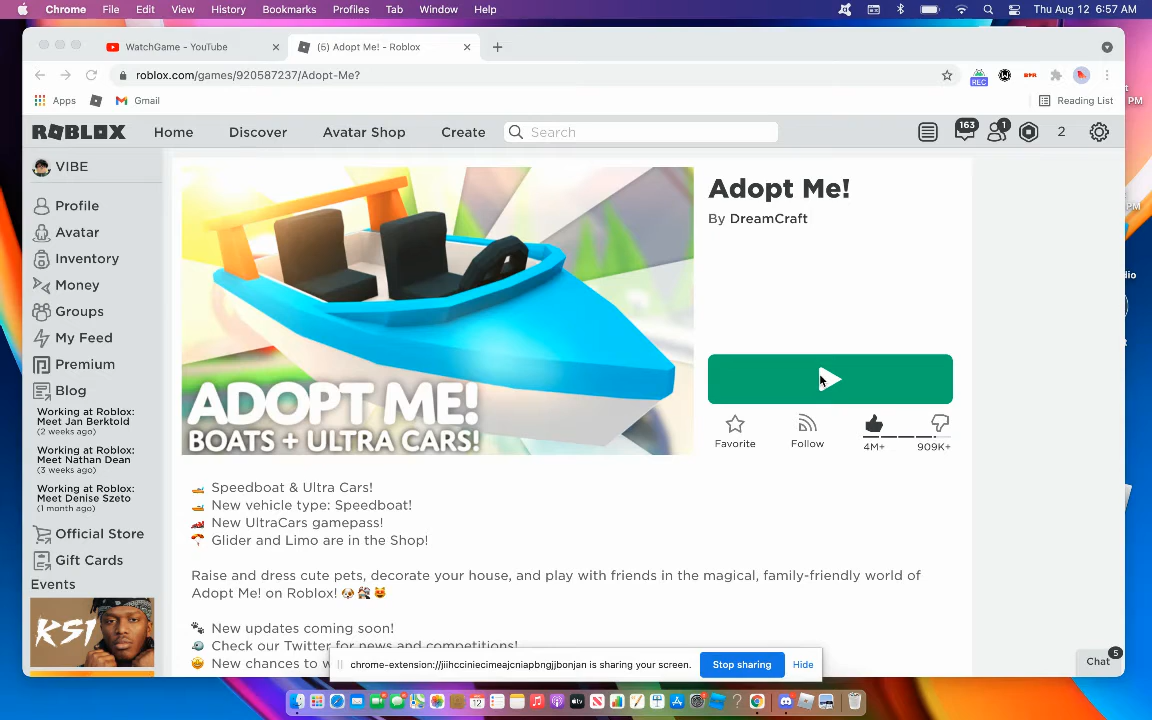 Chrome File Edit View History Bookmarks Profiles Tab Window Help Thu Aug 12 6:57 AM
WatchGame - YouTube (5) Adopt Me! - Roblox
roblox.com/games/920587237/Adopt-Me?
REC
Apps Gmail Reading List
PM
ROBLOX Home Discover Avatar Shop Create Search 163 1 2
VIBE
Profile
Avatar
Inventory
Money
Groups
My Feed
Premium
Blog
Working at Roblox:
Meet Jan Berktold
(2 weeks ago)
Working at Roblox:
Meet Nathan Dean
(3 weeks ago)
Working at Roblox:
Meet Denise Szeto
(1 month ago)
Official Store
Gift Cards
Events
KSI
ADOPT ME!
BOATS + ULTRA CARS!
Adopt Me!
By DreamCraft
Favorite Follow 4M+ 909K+
🚤 Speedboat & Ultra Cars!
🚤 New vehicle type: Speedboat!
🏎️ New UltraCars gamepass!
⛱️ Glider and Limo are in the Shop!
Raise and dress cute pets, decorate your house, and play with friends in the magical, family-friendly world of
Adopt Me! on Roblox!
🐾 New updates coming soon!
Check our Twitter for news and competitions!
New chances to w
chrome-extension://jiihcciniecimeajcniapbngjjbonjan is sharing your screen. Stop sharing Hide
Chat 5